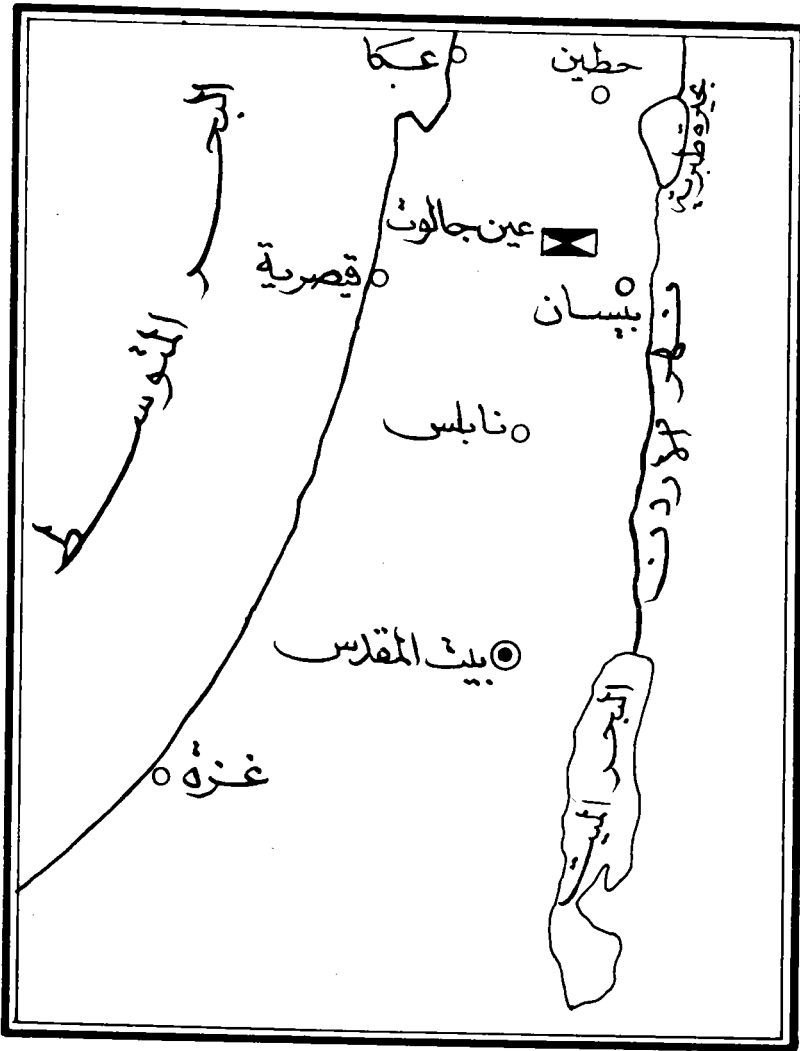 عكا
حطين
بحيرة طبرية
البحر المتوسط
عين جالوت
قيصرية
بيسان
نهر الأردن
نابلس
بيت المقدس
البحر الميت
غزة